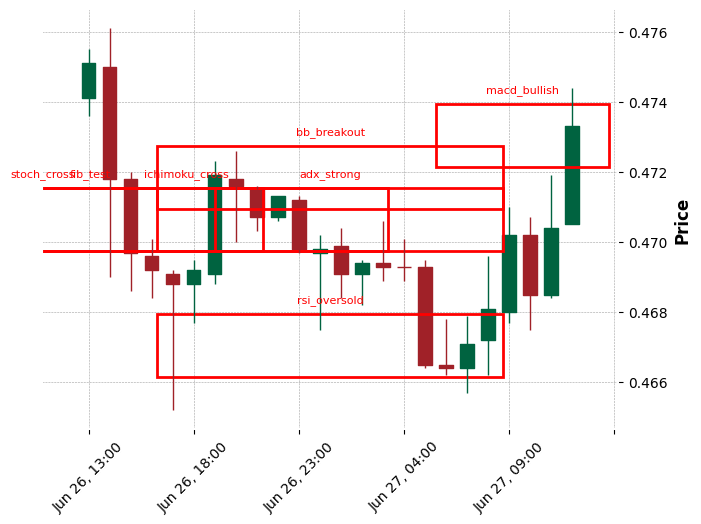 0.476
macd_bullish
0.474
bb_breakout
stoch_cross
fib_test
ichimoku_cross
adx_strong
0.472
Price
0.470
rsi_oversold
0.468
0.466
Jun 26, 13:00
Jun 26, 18:00
Jun 26, 23:00
Jun 27, 04:00
Jun 27, 09:00